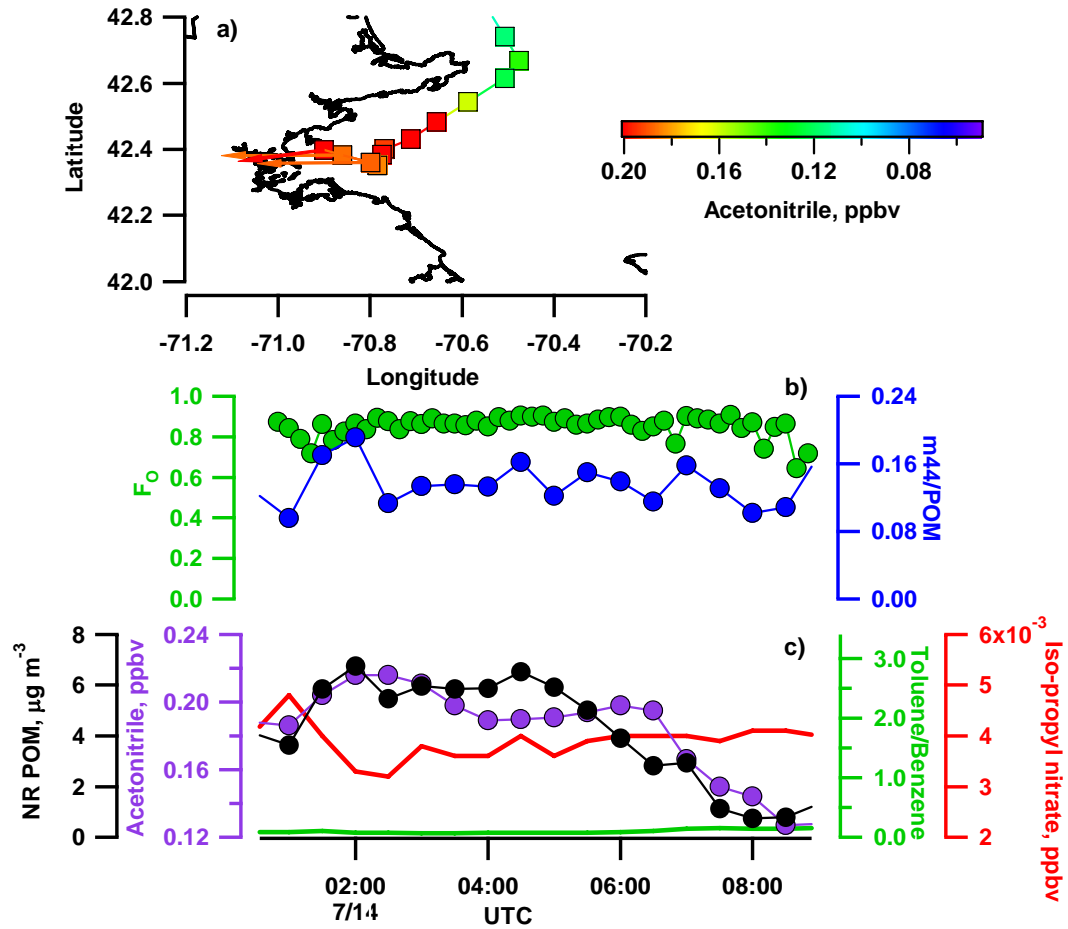 a)
42.8
42.6
42.4
42.2
42.0
Latitude
-71.2 -71.0 -70.8 -70.6 -70.4 -70.2
Longitude
0.20 0.16 0.12 0.08
Acetonitrile, ppbv
b)
1.0
0.8
0.6
0.4
0.2
0.0
F_O
0.24
0.16
0.08
0.00
m44/POM
c)
8
6
4
2
0
NR POM, µg m⁻³
0.24
0.20
0.16
0.12
Acetonitrile, ppbv
3.0
2.0
1.0
0.0
Toluene/Benzene
6x10⁻³
5
4
3
2
Iso-propyl nitrate, ppbv
02:00 04:00 06:00 08:00
7/14
UTC